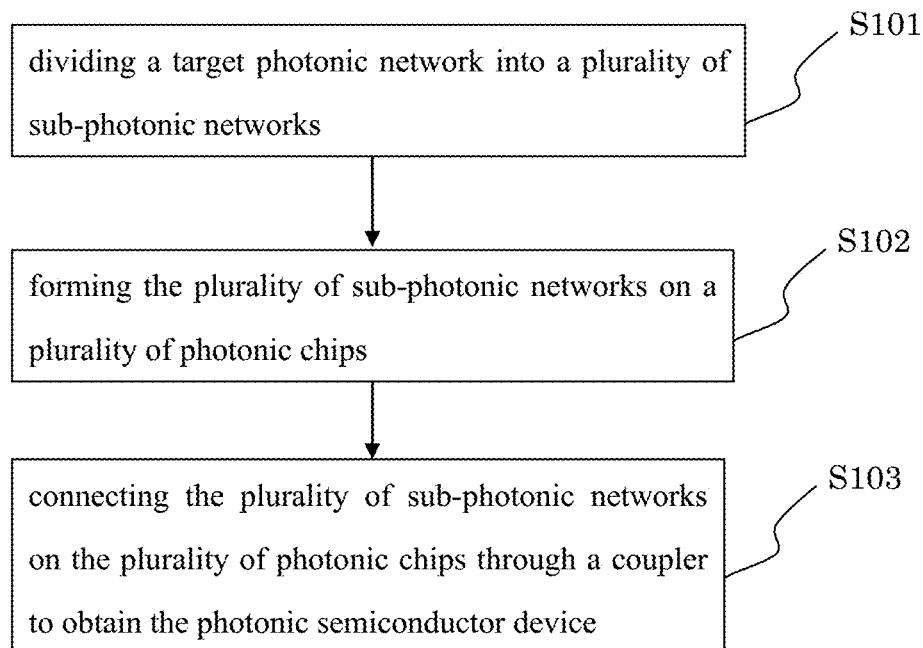 S101
dividing a target photonic network into a plurality of
sub-photonic networks
S102
forming the plurality of sub-photonic networks on a
plurality of photonic chips
S103
connecting the plurality of sub-photonic networks
on the plurality of photonic chips through a coupler
to obtain the photonic semiconductor device